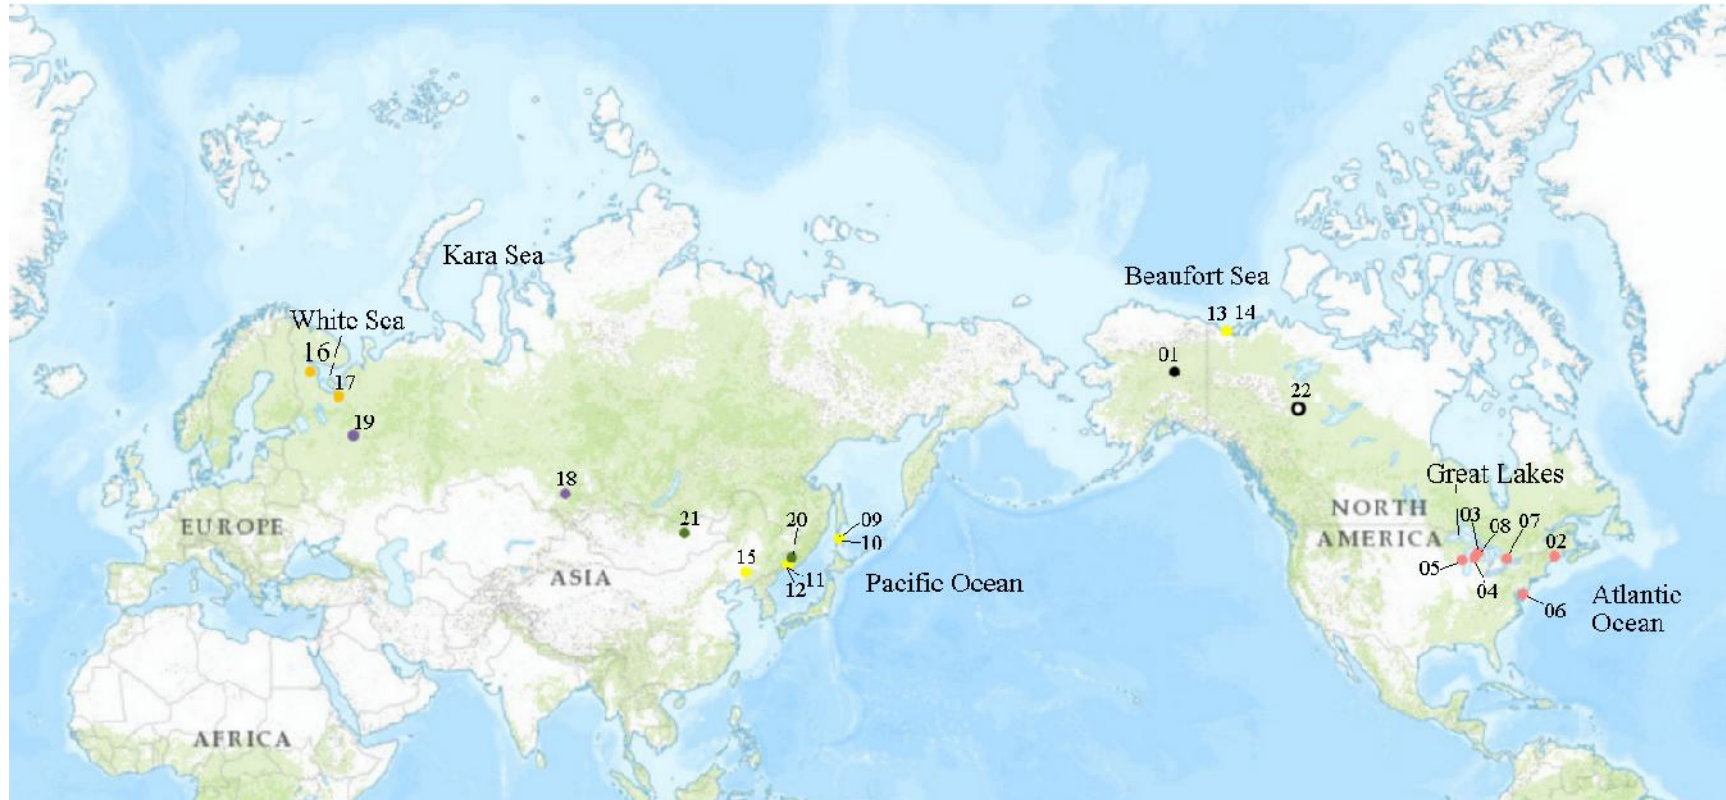 Kara Sea
Beaufort Sea
White Sea
13 14
16
01
17
22
19
Great Lakes
18
NORTH
AMERICA
EUROPE
21
20
09
03
08
07
02
10
15
ASIA
11
12
Pacific Ocean
05
04
06
Atlantic
Ocean
AFRICA